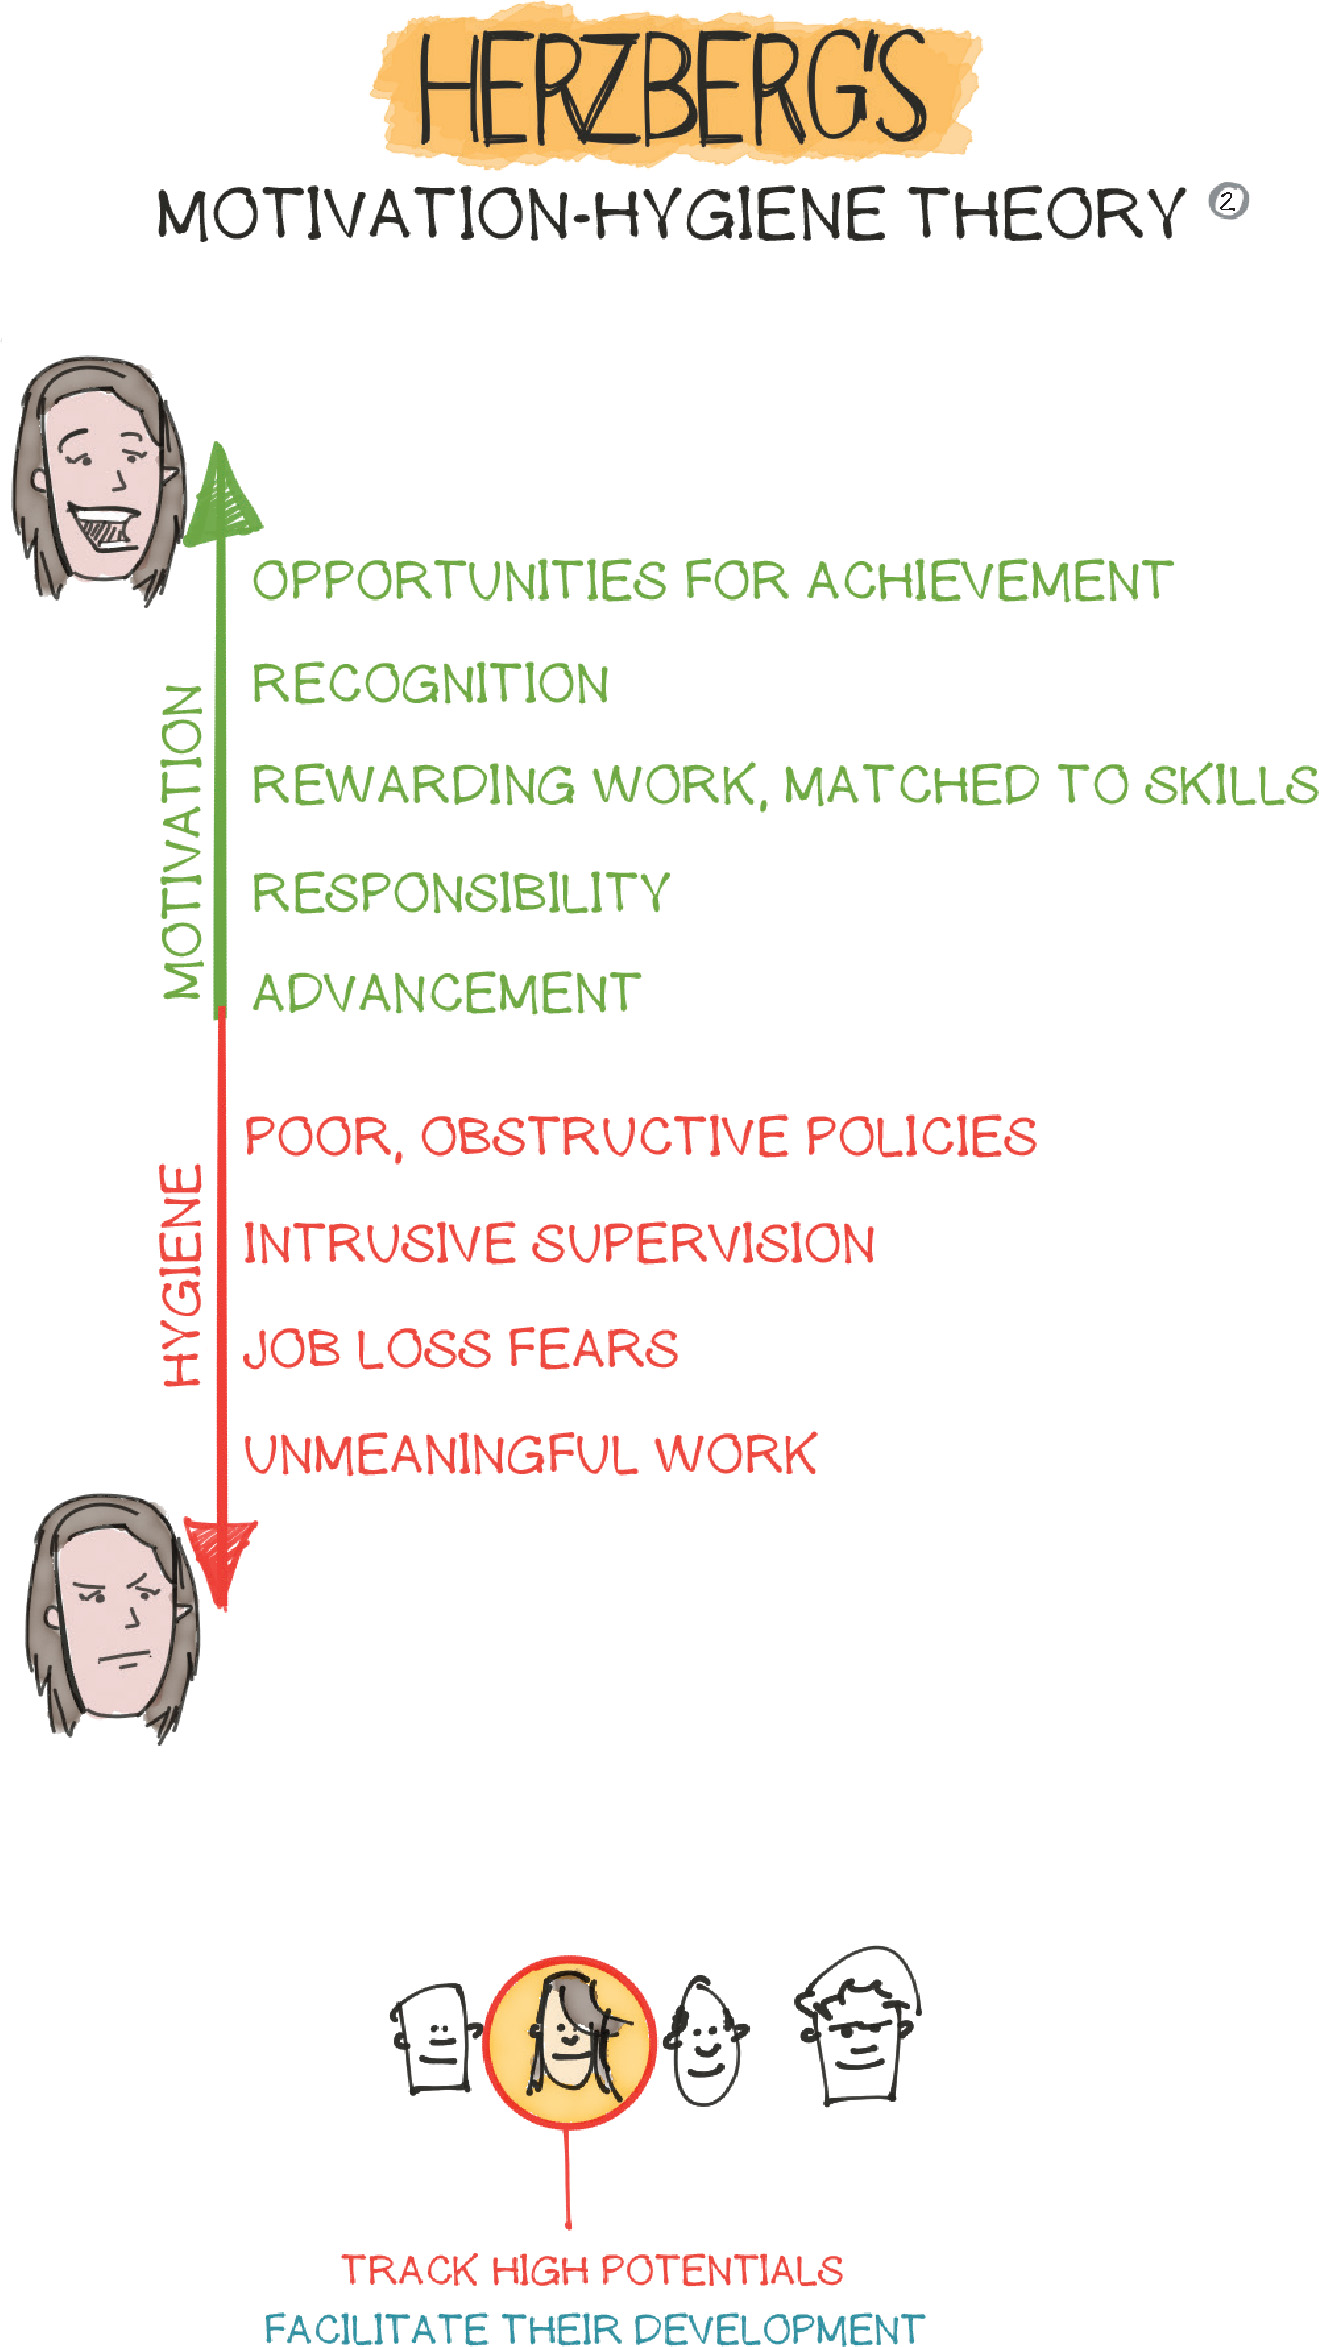 HERZBERG'S
MOTIVATION-HYGIENE THEORY 2
MOTIVATION
OPPORTUNITIES FOR ACHIEVEMENT
RECOGNITION
REWARDING WORK, MATCHED TO SKILLS
RESPONSIBILITY
ADVANCEMENT
HYGIENE
POOR, OBSTRUCTIVE POLICIES
INTRUSIVE SUPERVISION
JOB LOSS FEARS
UNMEANINGFUL WORK
TRACK HIGH POTENTIALS
FACILITATE THEIR DEVELOPMENT